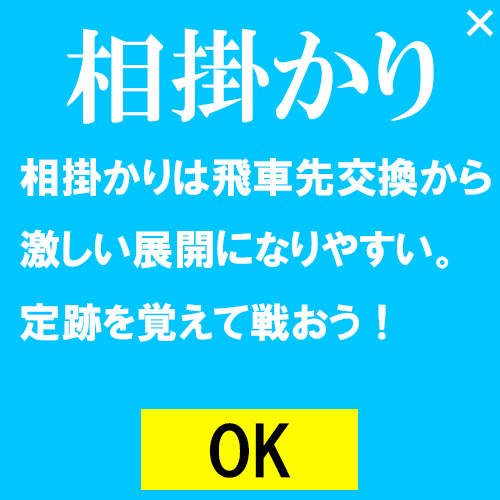 ×
相掛かり
相掛かりは飛車先交換から
激しい展開になりやすい。
定跡を覚えて戦おう！
OK